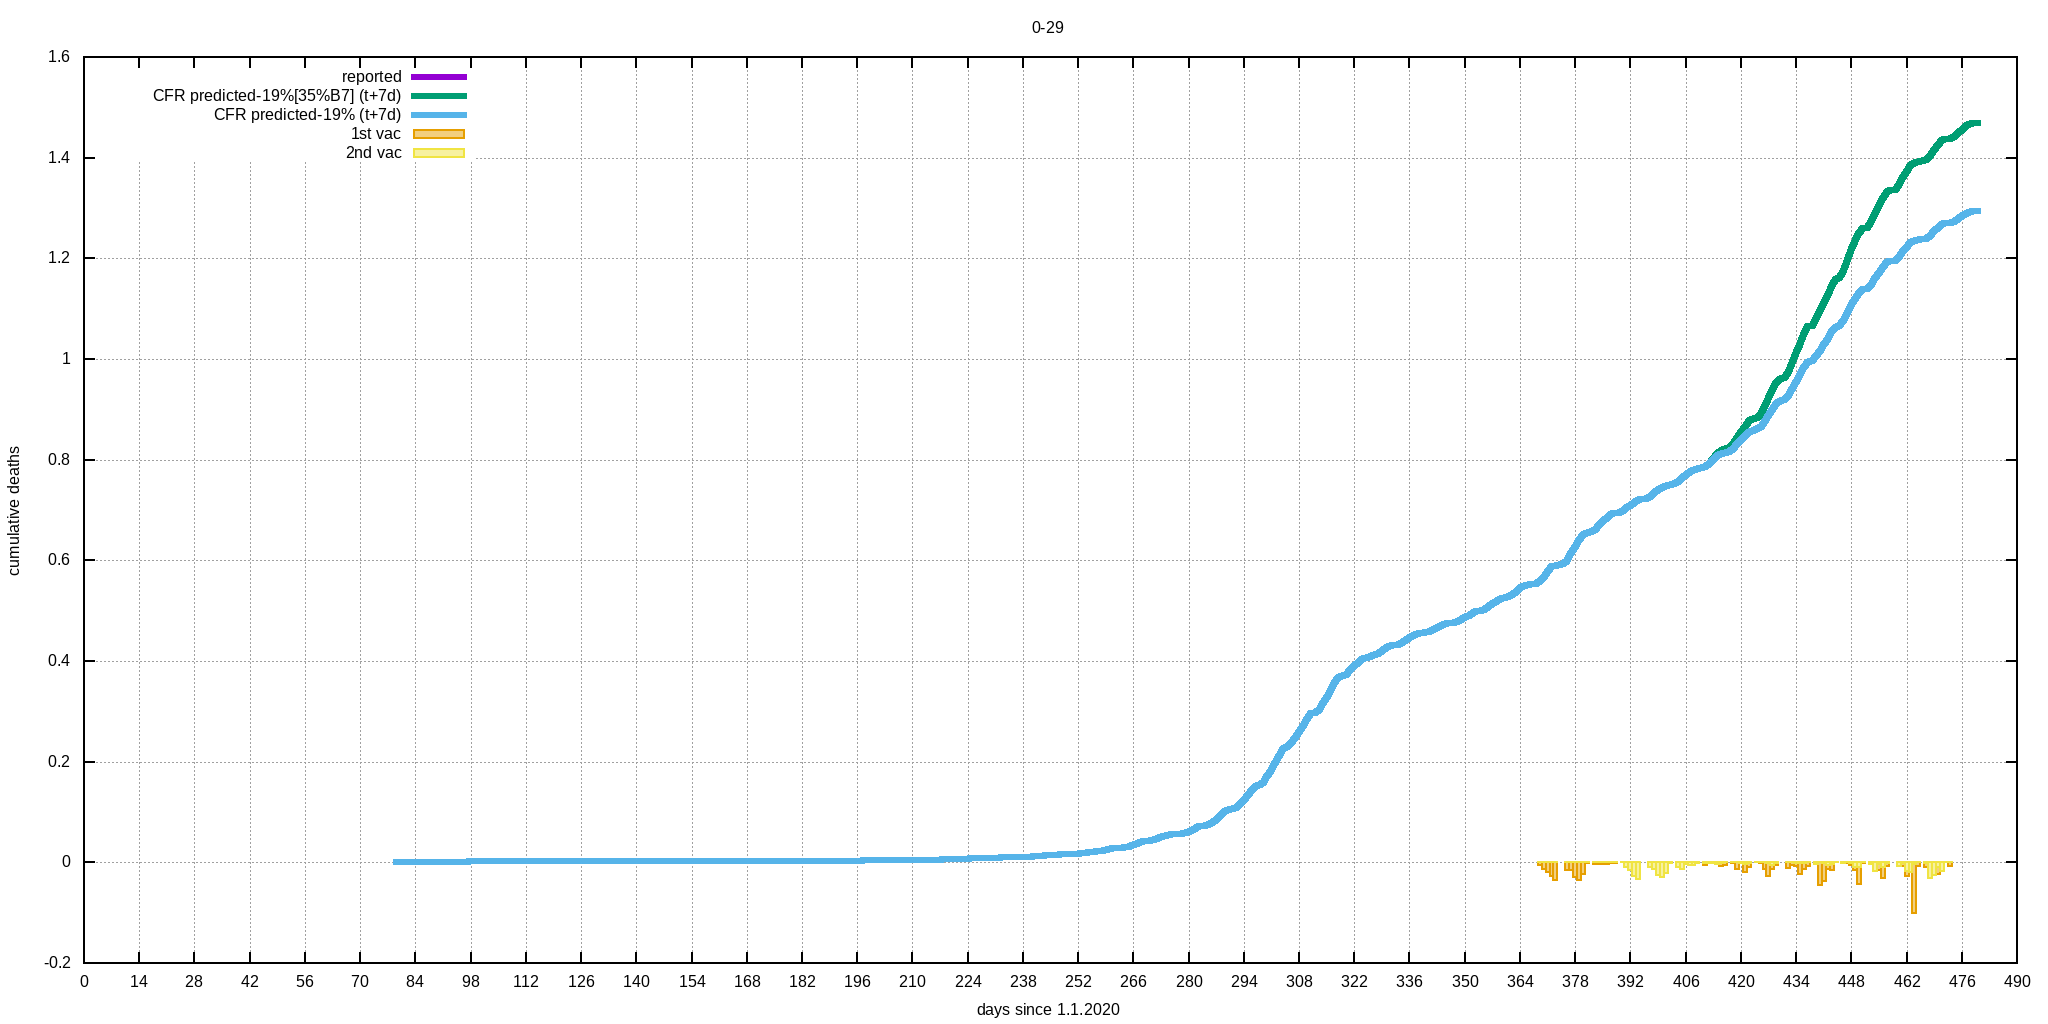 0-29
1.6
1.4
1.2
1
0.8
0.6
0.4
0.2
0
-0.2
cumulative deaths
reported
CFR predicted-19%[35%B7] (t+7d)
CFR predicted-19% (t+7d)
1st vac
2nd vac
0 14 28 42 56 70 84 98 112 126 140 154 168 182 196 210 224 238 252 266 280 294 308 322 336 350 364 378 392 406 420 434 448 462 476 490
days since 1.1.2020